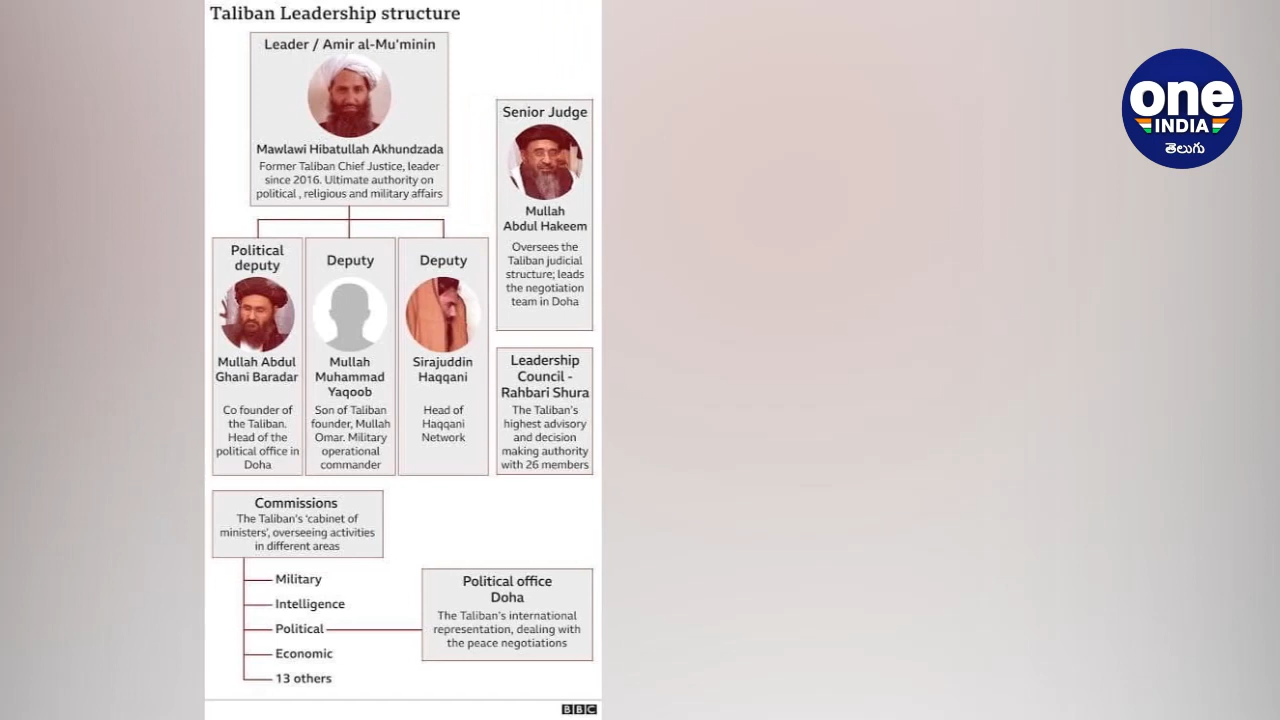 Taliban Leadership structure
Leader / Amir al-Mu'minin
Mawlawi Hibatullah Akhundzada
Former Taliban Chief Justice, leader
since 2016. Ultimate authority on
political , religious and military affairs
Senior Judge
Mullah
Abdul Hakeem
Oversees the
Taliban judicial
structure; leads
the negotiation
team in Doha
Political
deputy
Mullah Abdul
Ghani Baradar
Co founder of
the Taliban.
Head of the
political office in
Doha
Deputy
Mullah
Muhammad
Yaqoob
Son of Taliban
founder, Mullah
Omar. Military
operational
commander
Deputy
Sirajuddin
Haqqani
Head of
Haqqani
Network
Leadership
Council -
Rahbari Shura
The Taliban's
highest advisory
and decision
making authority
with 26 members
Commissions
The Taliban's 'cabinet of
ministers', overseeing activities
in different areas
Military
Intelligence
Political
Economic
13 others
Political office
Doha
The Taliban's international
representation, dealing with
the peace negotiations
BBC
one
INDIA
తెలుగు